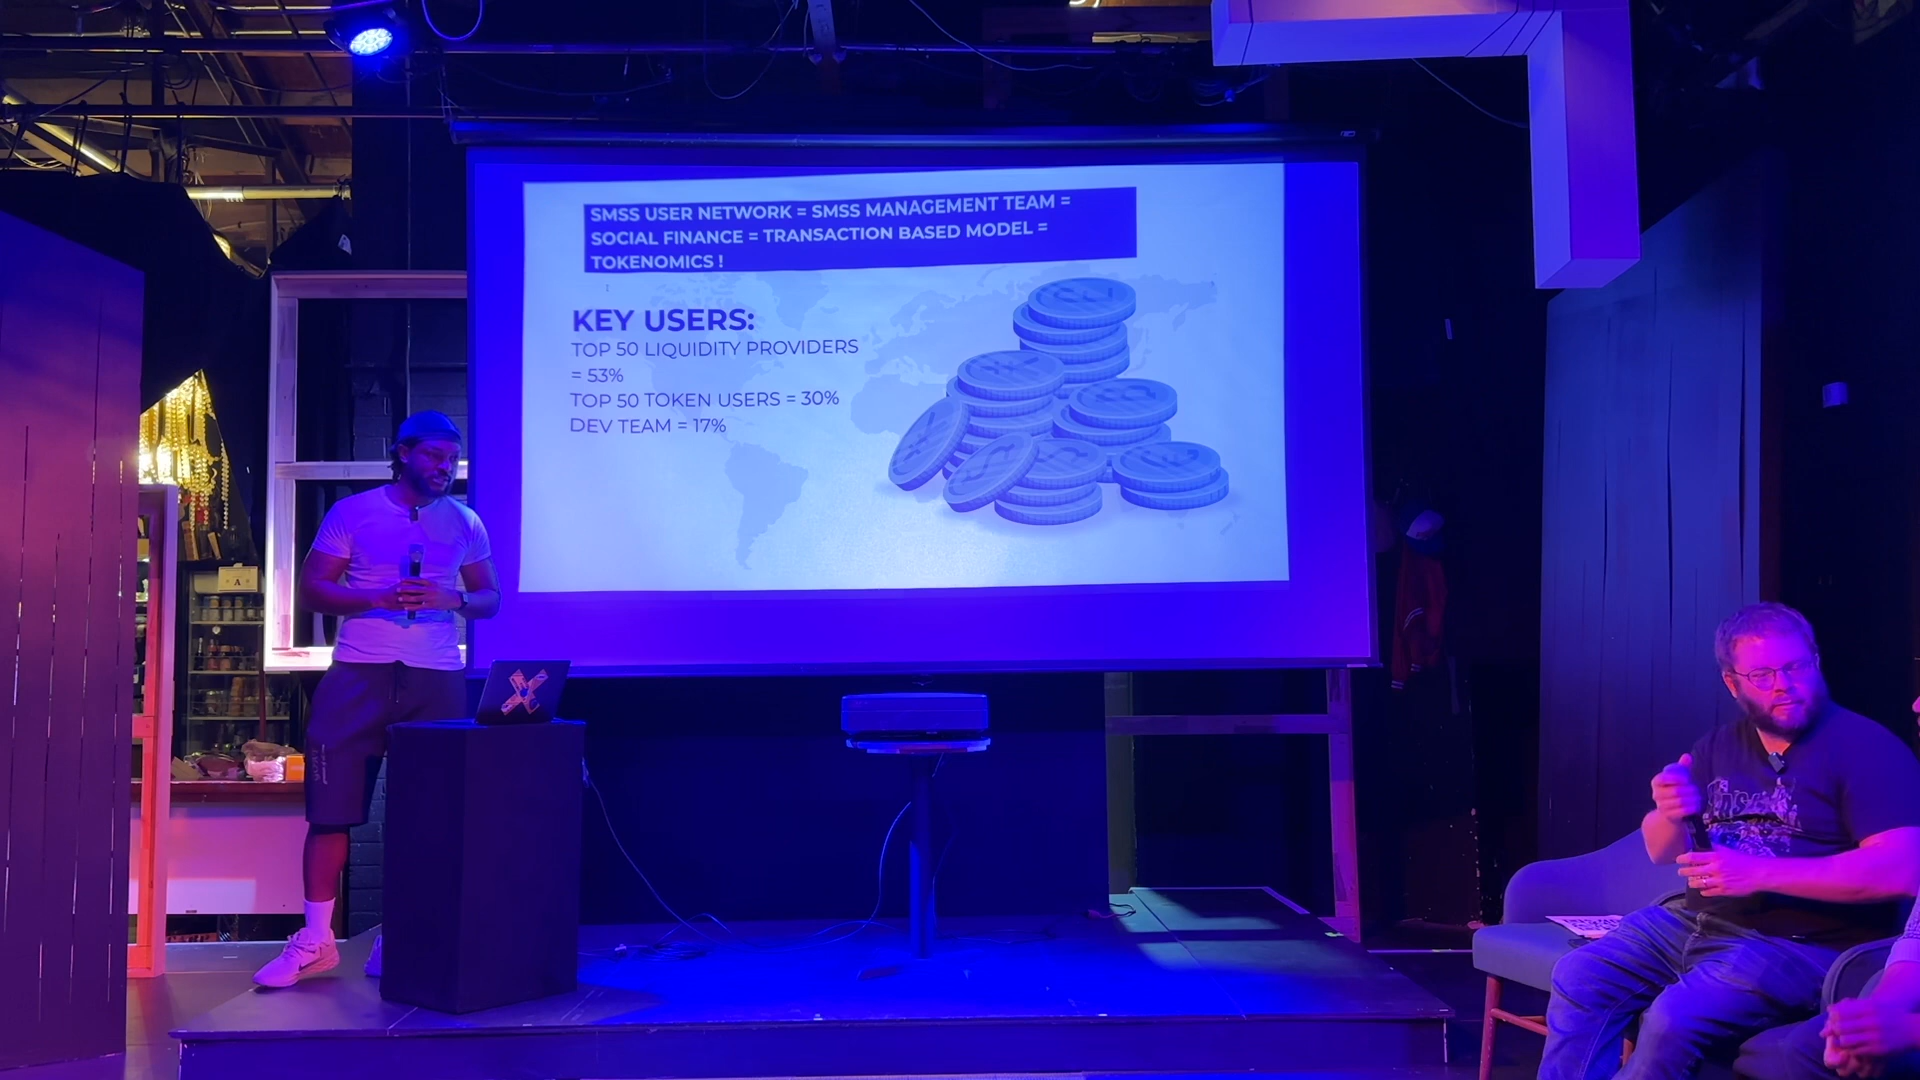 SMSS USER NETWORK = SMSS MANAGEMENT TEAM =
SOCIAL FINANCE = TRANSACTION BASED MODEL =
TOKENOMICS !
KEY USERS:
TOP 50 LIQUIDITY PROVIDERS
= 53%
TOP 50 TOKEN USERS = 30%
DEV TEAM = 17%
A